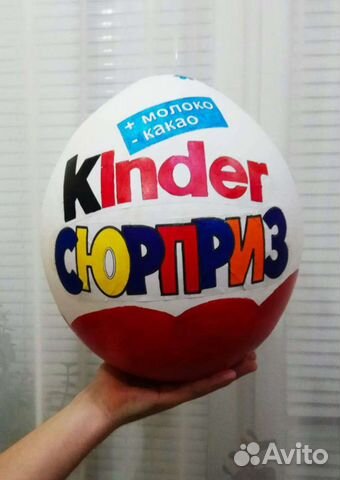 + молоко
- какао
Kinder
СЮРПРИЗ
Avito